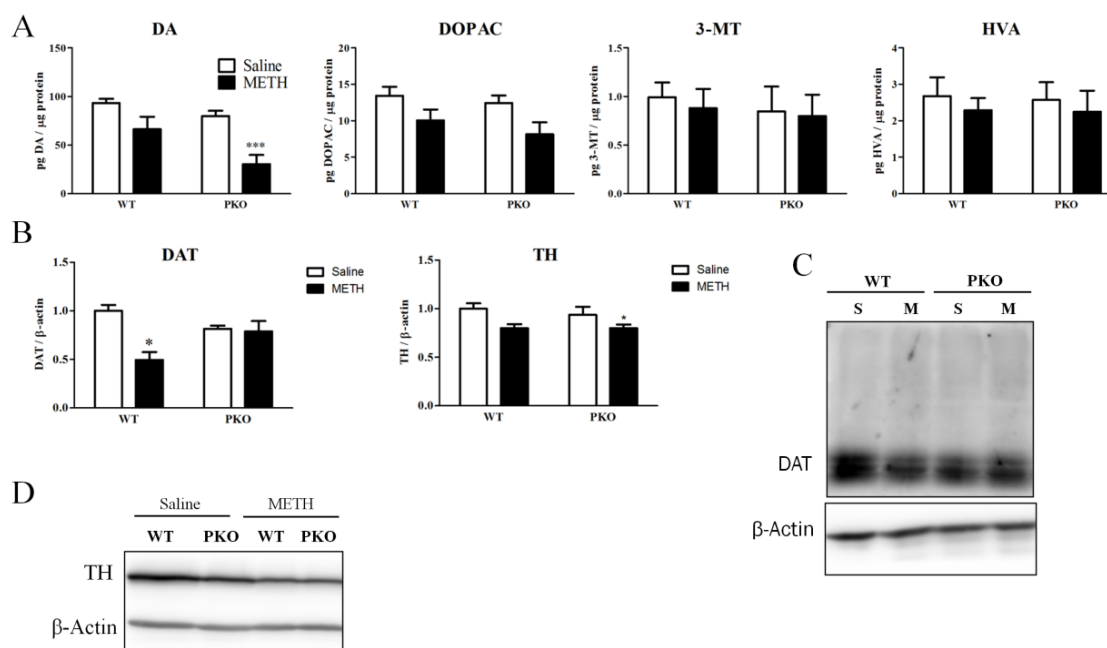 A
DA
DOPAC
3-MT
HVA
Saline
METH
pg DA / µg protein
100
75
50
25
0
***
WT
PKO
pg DOPAC / µg protein
20
15
10
5
0
WT
PKO
pg 3-MT / µg protein
1.5
1.0
0.5
0.0
WT
PKO
pg HVA / µg protein
4
3
2
1
0
WT
PKO
B
DAT
Saline
METH
DAT / β-actin
1.5
1.0
0.5
0.0
*
WT
PKO
TH
Saline
METH
TH / β-actin
1.5
1.0
0.5
0.0
*
WT
PKO
C
WT PKO
S M S M
DAT
β-Actin
D
Saline METH
WT PKO WT PKO
TH
β-Actin